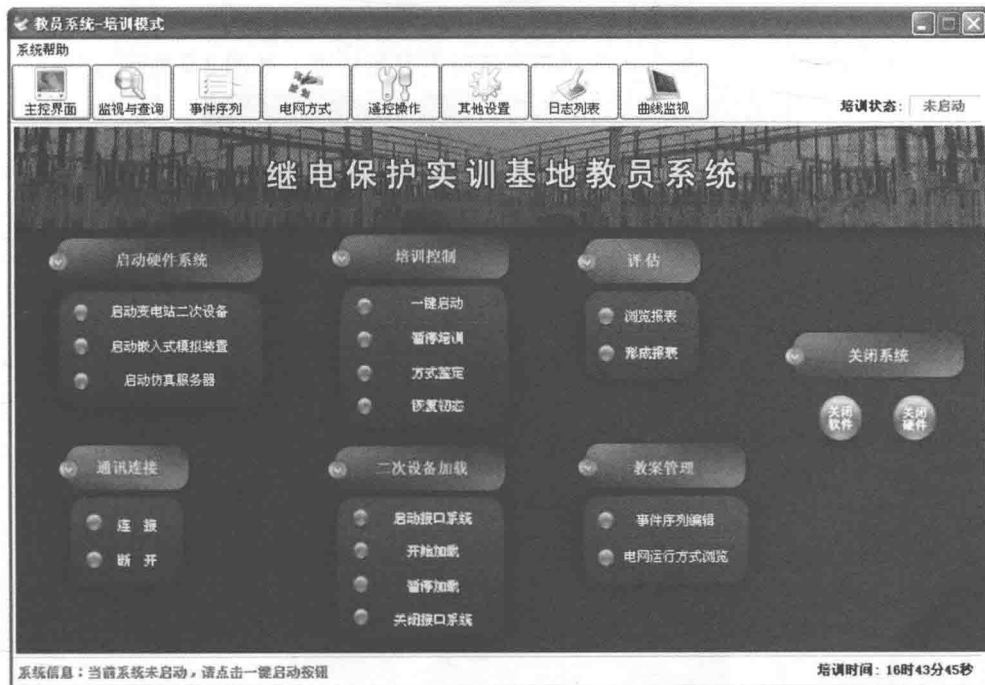 教员系统-培训模式
系统帮助
主控界面 监视与查询 事件序列 电网方式 遥控操作 其他设置 日志列表 曲线监视 培训状态: 未启动
继电保护实训基地教员系统
启动硬件系统
启动变电站二次设备
启动嵌入式模拟装置
启动仿真服务器
培训控制
一键启动
暂停培训
方式鉴定
恢复初态
评估
浏览报表
形成报表
关闭系统
关闭
软件
关闭
硬件
通讯连接
连 接
断 开
二次设备加载
启动接口系统
开始加载
暂停加载
关闭接口系统
教案管理
事件序列编辑
电网运行方式浏览
系统信息:当前系统未启动,请点击一键启动按钮 培训时间: 16时43分45秒